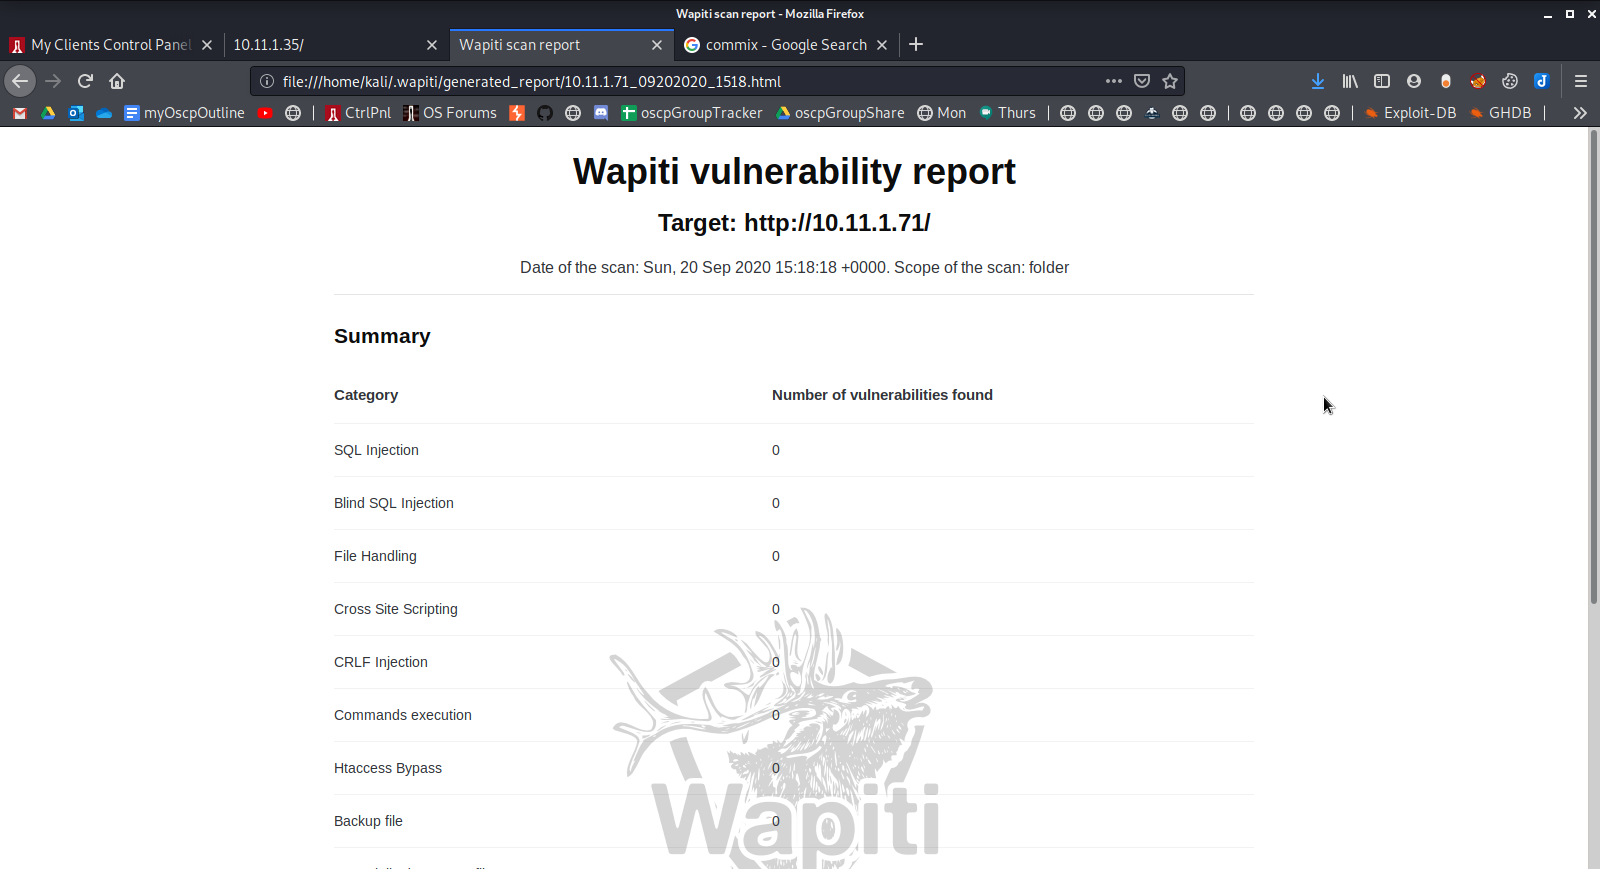 Wapiti scan report - Mozilla Firefox
My Clients Control Panel
10.11.1.35/
Wapiti scan report
commix - Google Search
file:///home/kali/.wapiti/generated_report/10.11.1.71_09202020_1518.html
myOscpOutline
CtrlPnl
OS Forums
oscpGroupTracker
oscpGroupShare
Mon
Thurs
Exploit-DB
GHDB
Wapiti vulnerability report
Target: http://10.11.1.71/
Date of the scan: Sun, 20 Sep 2020 15:18:18 +0000. Scope of the scan: folder
Summary
Category Number of vulnerabilities found
SQL Injection 0
Blind SQL Injection 0
File Handling 0
Cross Site Scripting 0
CRLF Injection 0
Commands execution 0
Htaccess Bypass 0
Backup file 0
Wapiti